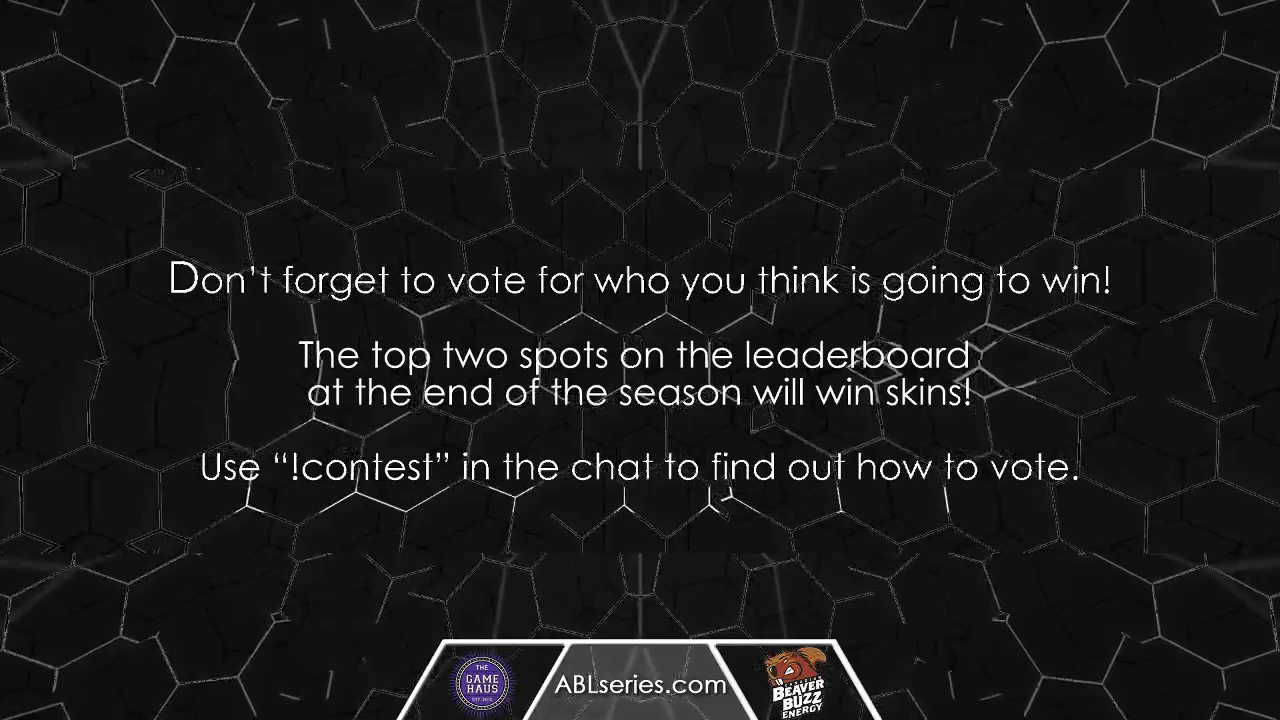 Don't forget to vote for who you think is going to win!
The top two spots on the leaderboard
at the end of the season will win skins!
Use “!contest” in the chat to find out how to vote.
THE
GAME
HAUS
ABLseries.com
BEAVER
BUZZ
ENERGY